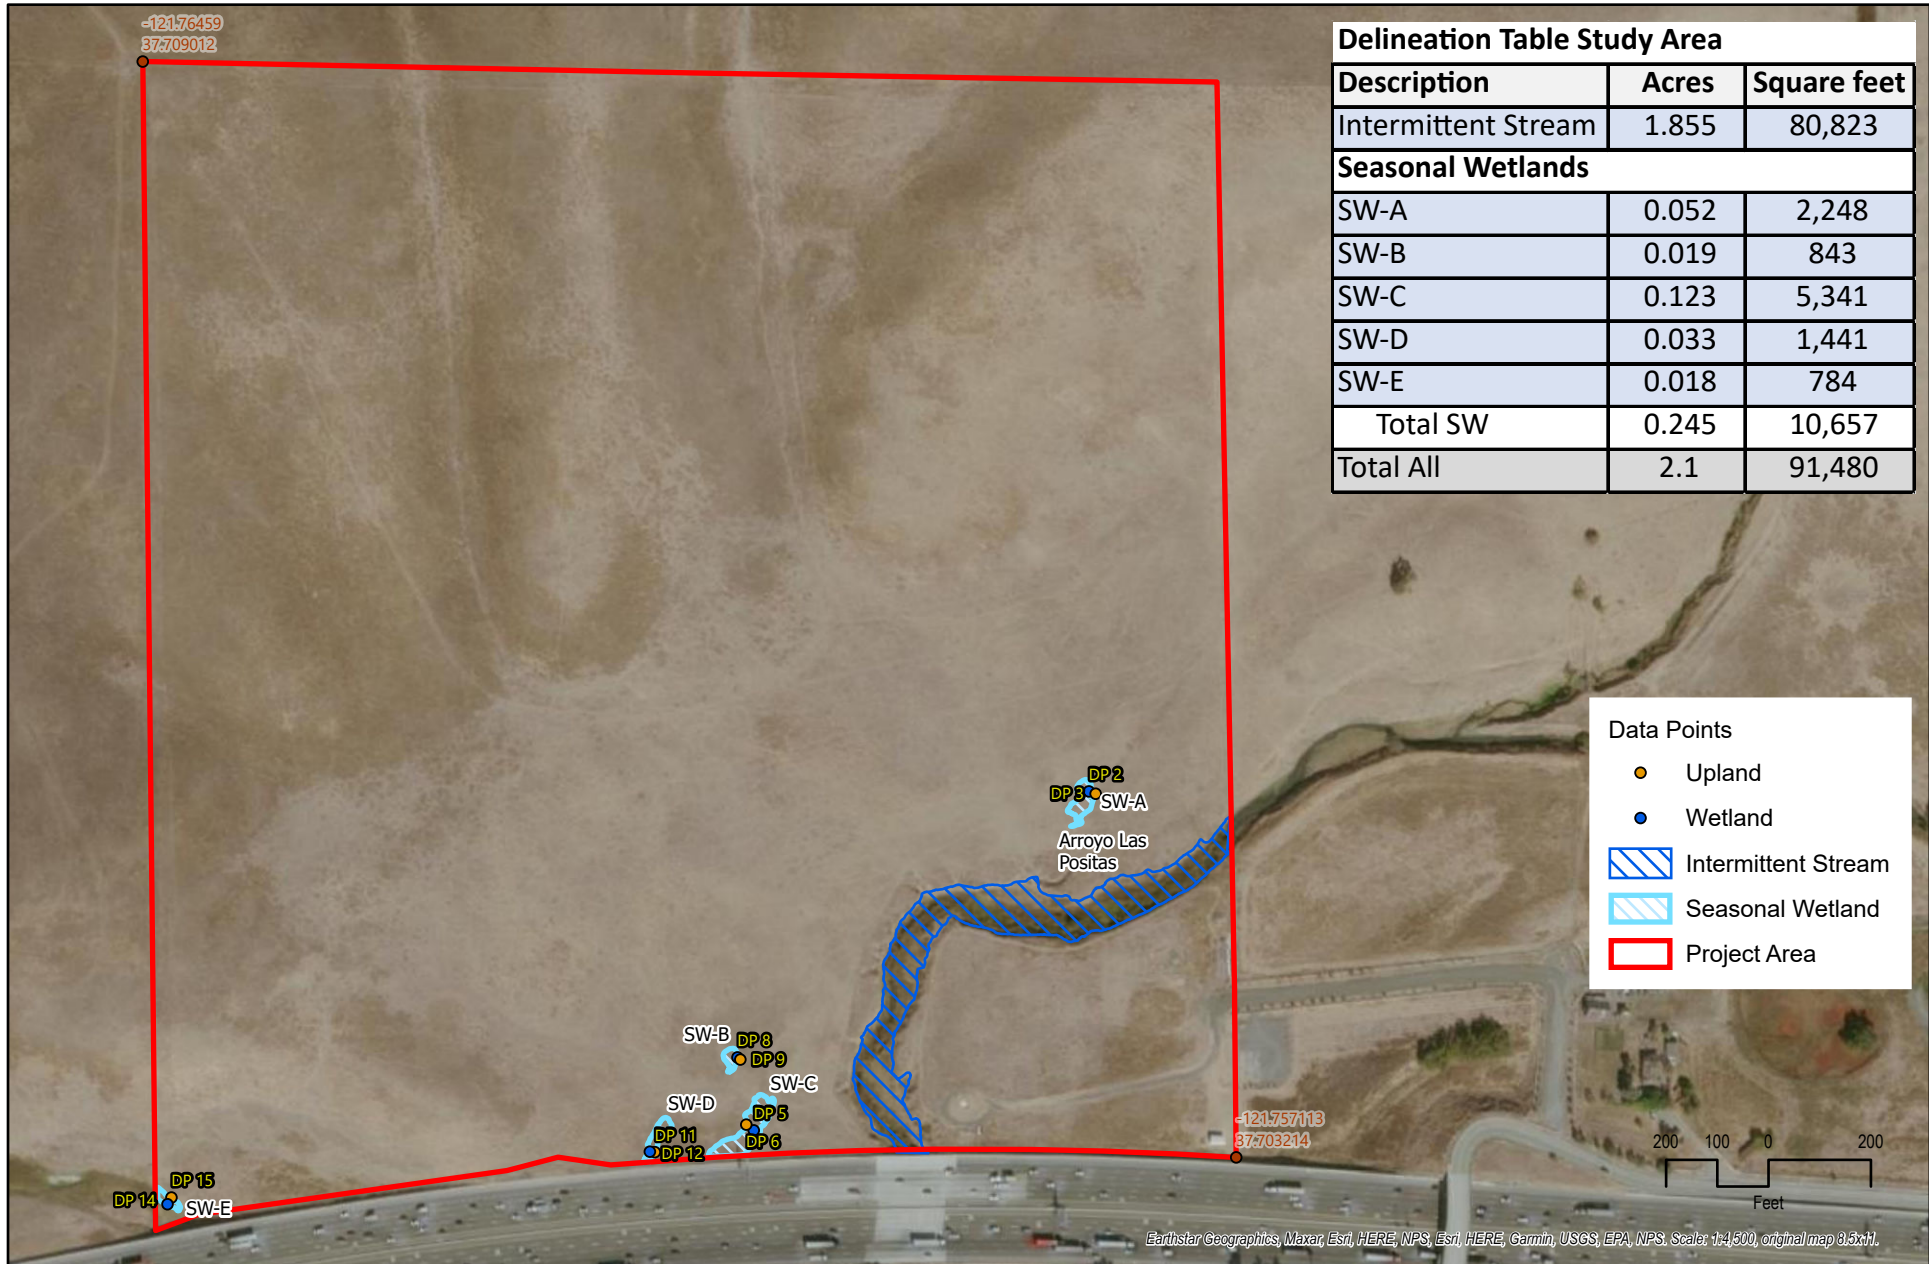 -121.76459
37.709012
Delineation Table Study Area
Description Acres Square feet
Intermittent Stream 1.855 80,823
Seasonal Wetlands
SW-A 0.052 2,248
SW-B 0.019 843
SW-C 0.123 5,341
SW-D 0.033 1,441
SW-E 0.018 784
Total SW 0.245 10,657
Total All 2.1 91,480
Data Points
Upland
Wetland
Intermittent Stream
Seasonal Wetland
Project Area
DP 2
DP 3
SW-A
Arroyo Las
Positas
SW-B
DP 8
DP 9
SW-C
SW-D
DP 5
DP 6
DP 11
DP 12
DP 15
DP 14
SW-E
-121.757113
37.703214
200 100 0 200
Feet
Earthstar Geographics, Maxar, Esri, HERE, NPS, Esri, HERE, Garmin, USGS, EPA, NPS. Scale: 1:4,500, original map 8.5x11.